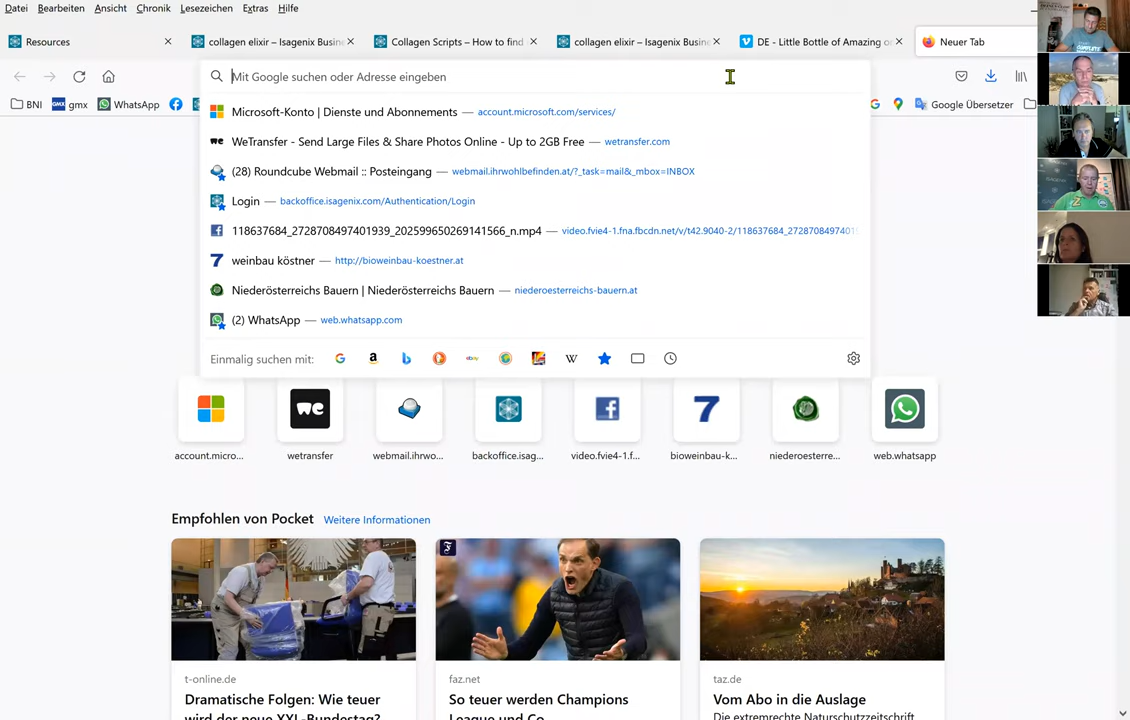 Datei Bearbeiten Ansicht Chronik Lesezeichen Extras Hilfe
Resources
collagen elixir – Isagenix Busine
Collagen Scripts – How to find
collagen elixir – Isagenix Busine
DE - Little Bottle of Amazing on
Neuer Tab
Mit Google suchen oder Adresse eingeben
BNI gmx WhatsApp Google Übersetzer
Microsoft-Konto | Dienste und Abonnements — account.microsoft.com/services/
WeTransfer - Send Large Files & Share Photos Online - Up to 2GB Free — wetransfer.com
(28) Roundcube Webmail :: Posteingang — webmail.ihrwohlbefinden.at/?_task=mail&_mbox=INBOX
Login — backoffice.isagenix.com/Authentication/Login
118637684_2728708497401939_202599650269141566_n.mp4 — video.fvie4-1.fna.fbcdn.net/v/t42.9040-2/118637684_27287084974019
weinbau köstner — http://bioweinbau-koestner.at
Niederösterreichs Bauern | Niederösterreichs Bauern — niederoesterreichs-bauern.at
(2) WhatsApp — web.whatsapp.com
Einmalig suchen mit:
account.micro... wetransfer webmail.ihrwo... backoffice.isag... video.fvie4-1.f... bioweinbau-k... niederoesterre... web.whatsapp
Empfohlen von Pocket Weitere Informationen
t-online.de
Dramatische Folgen: Wie teuer
wird der neue XXL-Bundestag?
faz.net
So teuer werden Champions
League und Co.
taz.de
Vom Abo in die Auslage
Die extremrechte Naturschutzzeitschrift